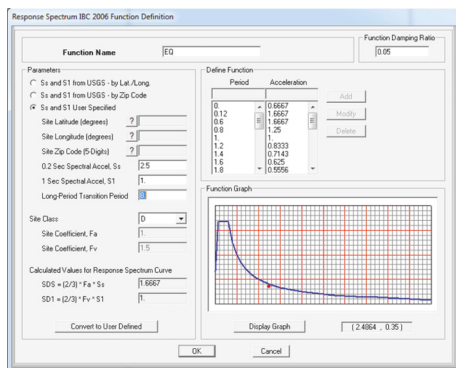 Response Spectrum IBC 2006 Function Definition
Function Name
EQ
Function Damping Ratio
0.05
Parameters
Ss and S1 from USGS - by Lat./Long.
Ss and S1 from USGS - by Zip Code
Ss and S1 User Specified
Site Latitude (degrees)
?
Site Longitude (degrees)
?
Site Zip Code (5-Digits)
?
0.2 Sec Spectral Accel, Ss
2.5
1 Sec Spectral Accel, S1
1.
Long-Period Transition Period
8.
Site Class
D
Site Coefficient, Fa
1.
Site Coefficient, Fv
1.5
Calculated Values for Response Spectrum Curve
SDS = (2/3) * Fa * Ss
1.6667
SD1 = (2/3) * Fv * S1
1.
Convert to User Defined
Define Function
Period Acceleration
0. 0.6667
0.12 1.6667
0.6 1.6667
0.8 1.25
1. 1.
1.2 0.8333
1.4 0.7143
1.6 0.625
1.8 0.5556
Add
Modify
Delete
Function Graph
Display Graph
(2.4864 , 0.35)
OK
Cancel